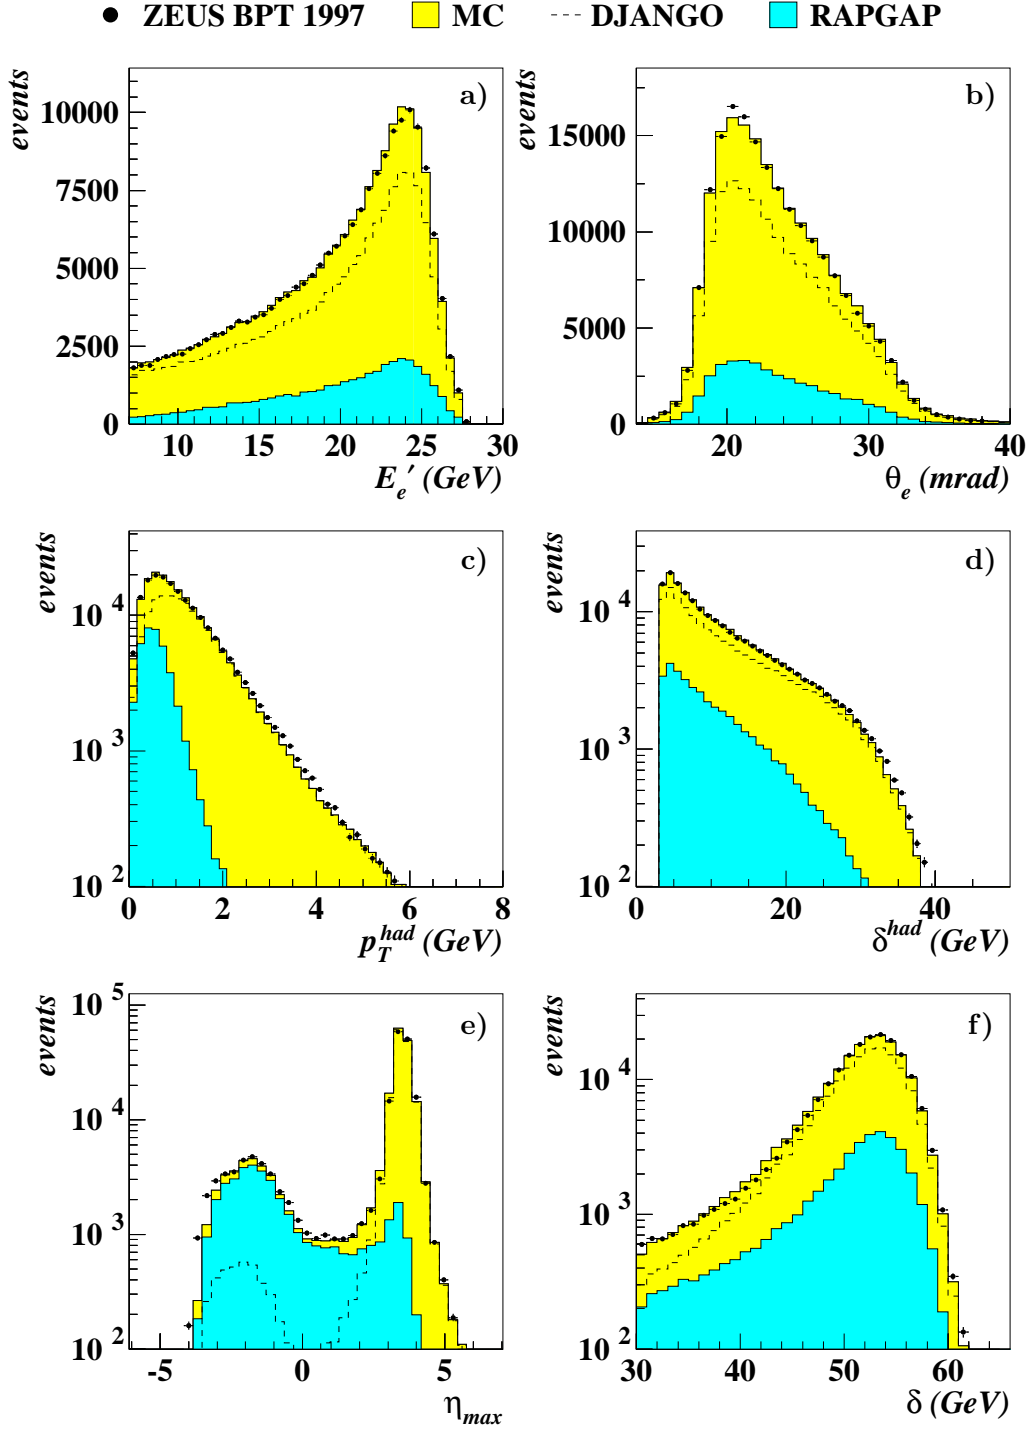 ZEUS BPT 1997 MC DJANGO RAPGAP
events a) events b)
10000
7500
5000
2500
0
10 15 20 25 30
E_e′ (GeV)
15000
10000
5000
0
20 30 40
θ_e (mrad)
events c) events d)
10^4
10^3
10^2
0 2 4 6 8
p_T^had (GeV)
10^4
10^3
10^2
0 20 40
δ^had (GeV)
events e) events f)
10^5
10^4
10^3
10^2
-5 0 5
η_max
10^4
10^3
10^2
30 40 50 60
δ (GeV)